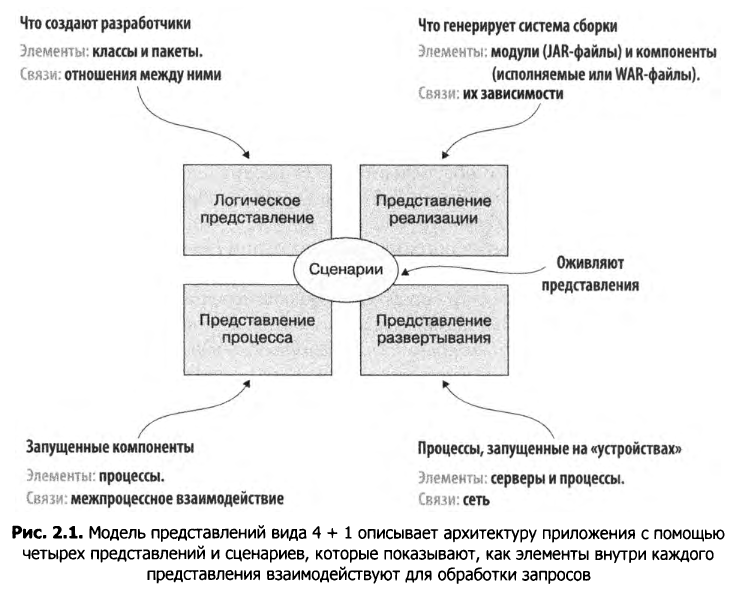 Что создают разработчики
Элементы: классы и пакеты.
Связи: отношения между ними
Что генерирует система сборки
Элементы: модули (JAR-файлы) и компоненты
(исполняемые или WAR-файлы).
Связи: их зависимости
Логическое
представление
Представление
реализации
Сценарии
Оживляют
представления
Представление
процесса
Представление
развертывания
Запущенные компоненты
Элементы: процессы.
Связи: межпроцессное взаимодействие
Процессы, запущенные на «устройствах»
Элементы: серверы и процессы.
Связи: сеть
Рис. 2.1. Модель представлений вида 4 + 1 описывает архитектуру приложения с помощью
четырех представлений и сценариев, которые показывают, как элементы внутри каждого
представления взаимодействуют для обработки запросов